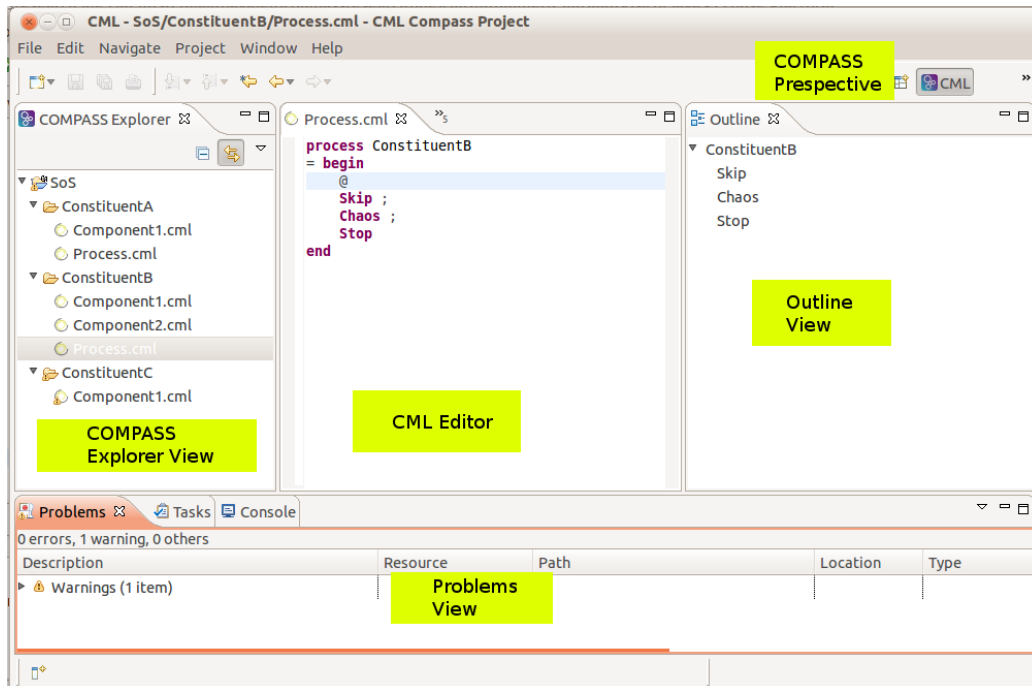 CML - SoS/ConstituentB/Process.cml - CML Compass Project
File Edit Navigate Project Window Help
COMPASS
Prespective
CML
»
COMPASS Explorer
Process.cml
»5
Outline
SoS
ConstituentA
Component1.cml
Process.cml
ConstituentB
Component1.cml
Component2.cml
Process.cml
ConstituentC
Component1.cml
COMPASS
Explorer View
process ConstituentB
= begin
@
Skip ;
Chaos ;
Stop
end
CML Editor
ConstituentB
Skip
Chaos
Stop
Outline
View
Problems Tasks Console
0 errors, 1 warning, 0 others
Description Resource Path Location Type
Warnings (1 item)
Problems
View